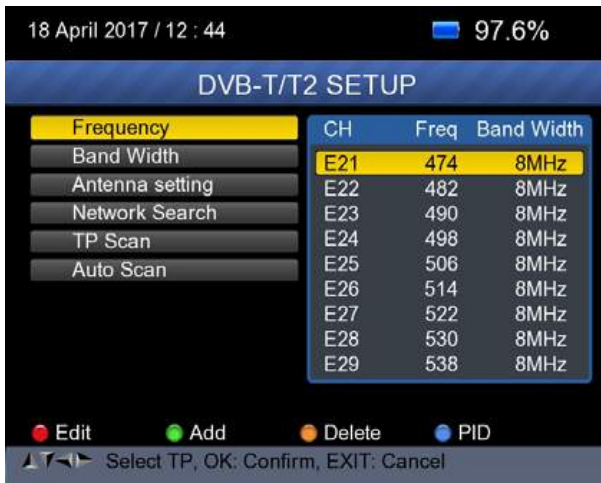 18 April 2017 / 12 : 44
97.6%
DVB-T/T2 SETUP
Frequency
Band Width
Antenna setting
Network Search
TP Scan
Auto Scan
CH Freq Band Width
E21 474 8MHz
E22 482 8MHz
E23 490 8MHz
E24 498 8MHz
E25 506 8MHz
E26 514 8MHz
E27 522 8MHz
E28 530 8MHz
E29 538 8MHz
Edit Add Delete PID
Select TP, OK: Confirm, EXIT: Cancel